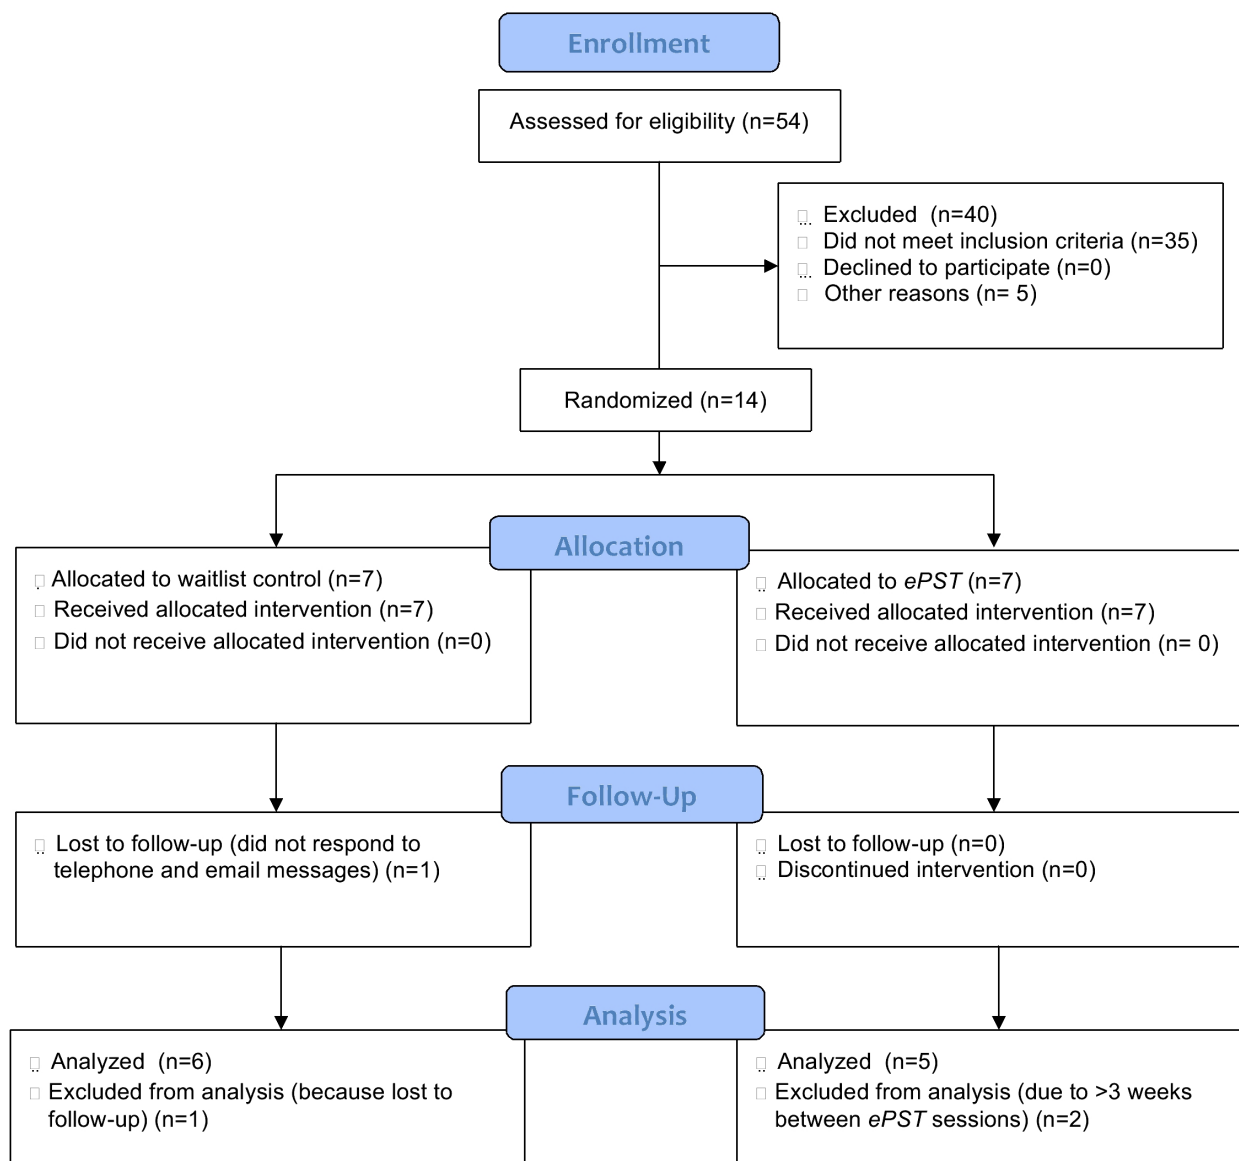 Enrollment
Assessed for eligibility (n=54)
Excluded (n=40)
Did not meet inclusion criteria (n=35)
Declined to participate (n=0)
Other reasons (n= 5)
Randomized (n=14)
Allocation
Allocated to waitlist control (n=7)
Received allocated intervention (n=7)
Did not receive allocated intervention (n=0)
Allocated to ePST (n=7)
Received allocated intervention (n=7)
Did not receive allocated intervention (n= 0)
Follow-Up
Lost to follow-up (did not respond to
telephone and email messages) (n=1)
Lost to follow-up (n=0)
Discontinued intervention (n=0)
Analysis
Analyzed (n=6)
Excluded from analysis (because lost to
follow-up) (n=1)
Analyzed (n=5)
Excluded from analysis (due to >3 weeks
between ePST sessions) (n=2)